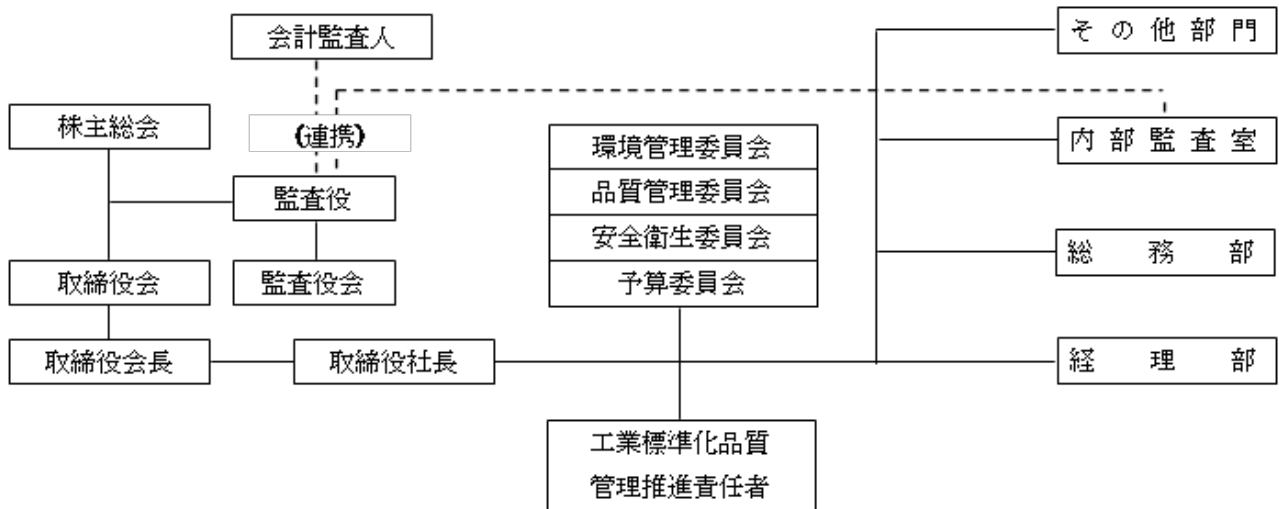 会計監査人
その他部門
株主総会
(連携)
環境管理委員会
内部監査室
品質管理委員会
監査役
安全衛生委員会
総務部
取締役会
監査役会
予算委員会
取締役会長
取締役社長
経理部
工業標準化品質
管理推進責任者